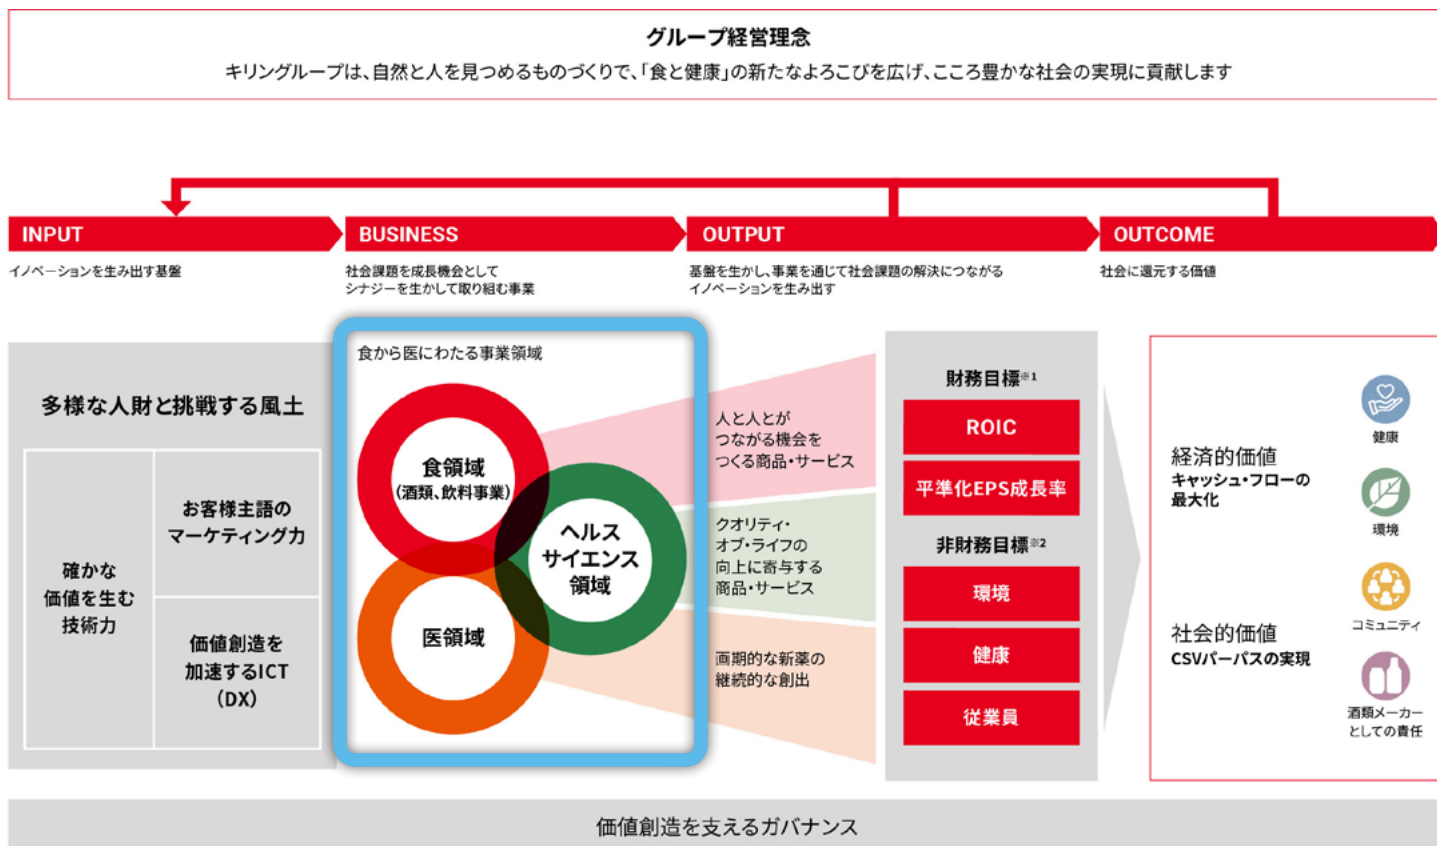 グループ経営理念
キリングループは、自然と人を見つめるものづくりで、「食と健康」の新たなよろこびを広げ、こころ豊かな社会の実現に貢献します
INPUT
イノベーションを生み出す基盤
BUSINESS
社会課題を成長機会として
シナジーを生かして取り組む事業
OUTPUT
基盤を生かし、事業を通じて社会課題の解決につながる
イノベーションを生み出す
OUTCOME
社会に還元する価値
多様な人財と挑戦する風土
確かな
価値を生む
技術力
お客様主語の
マーケティング力
価値創造を
加速するICT
（DX）
食から医にわたる事業領域
食領域
（酒類、飲料事業）
ヘルス
サイエンス
領域
医領域
人と人とが
つながる機会を
つくる商品・サービス
クオリティ・
オブ・ライフの
向上に寄与する
商品・サービス
画期的な新薬の
継続的な創出
財務目標※1
ROIC
平準化EPS成長率
非財務目標※2
環境
健康
従業員
経済的価値
キャッシュ・フローの
最大化
社会的価値
CSVパーパスの実現
健康
環境
コミュニティ
酒類メーカー
としての責任
価値創造を支えるガバナンス